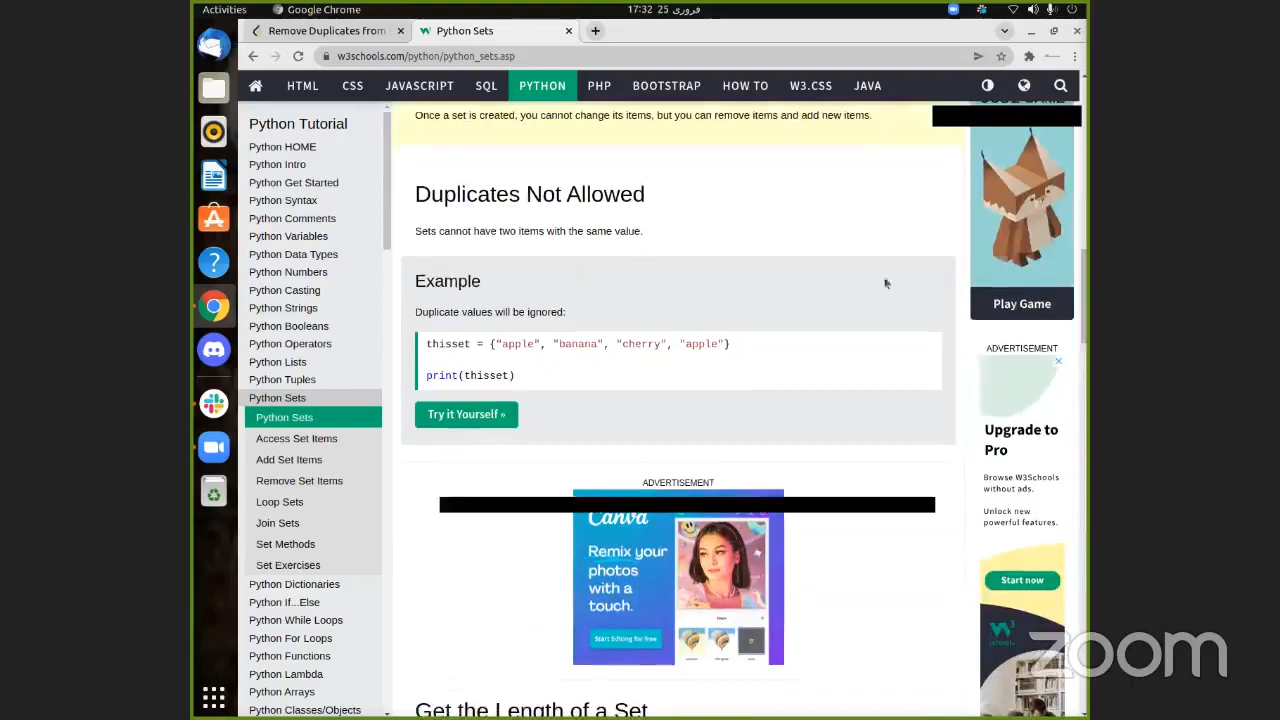 Activities
Google Chrome
17:32 25 فروری
Remove Duplicates from
Python Sets
w3schools.com/python/python_sets.asp
HTML CSS JAVASCRIPT SQL PYTHON PHP BOOTSTRAP HOW TO W3.CSS JAVA
Python Tutorial
Python HOME
Python Intro
Python Get Started
Python Syntax
Python Comments
Python Variables
Python Data Types
Python Numbers
Python Casting
Python Strings
Python Booleans
Python Operators
Python Lists
Python Tuples
Python Sets
Python Sets
Access Set Items
Add Set Items
Remove Set Items
Loop Sets
Join Sets
Set Methods
Set Exercises
Python Dictionaries
Python If...Else
Python While Loops
Python For Loops
Python Functions
Python Lambda
Python Arrays
Python Classes/Objects
Once a set is created, you cannot change its items, but you can remove items and add new items.
Duplicates Not Allowed
Sets cannot have two items with the same value.
Example
Duplicate values will be ignored:
thisset = {"apple", "banana", "cherry", "apple"}
print(thisset)
Try it Yourself »
ADVERTISEMENT
Canva
Remix your
photos
with a
touch.
Start Editing for free
Get the Length of a Set
Play Game
ADVERTISEMENT
Upgrade to
Pro
Browse W3Schools
without ads.
Unlock new
powerful features.
Start now
W3
schools
zoom